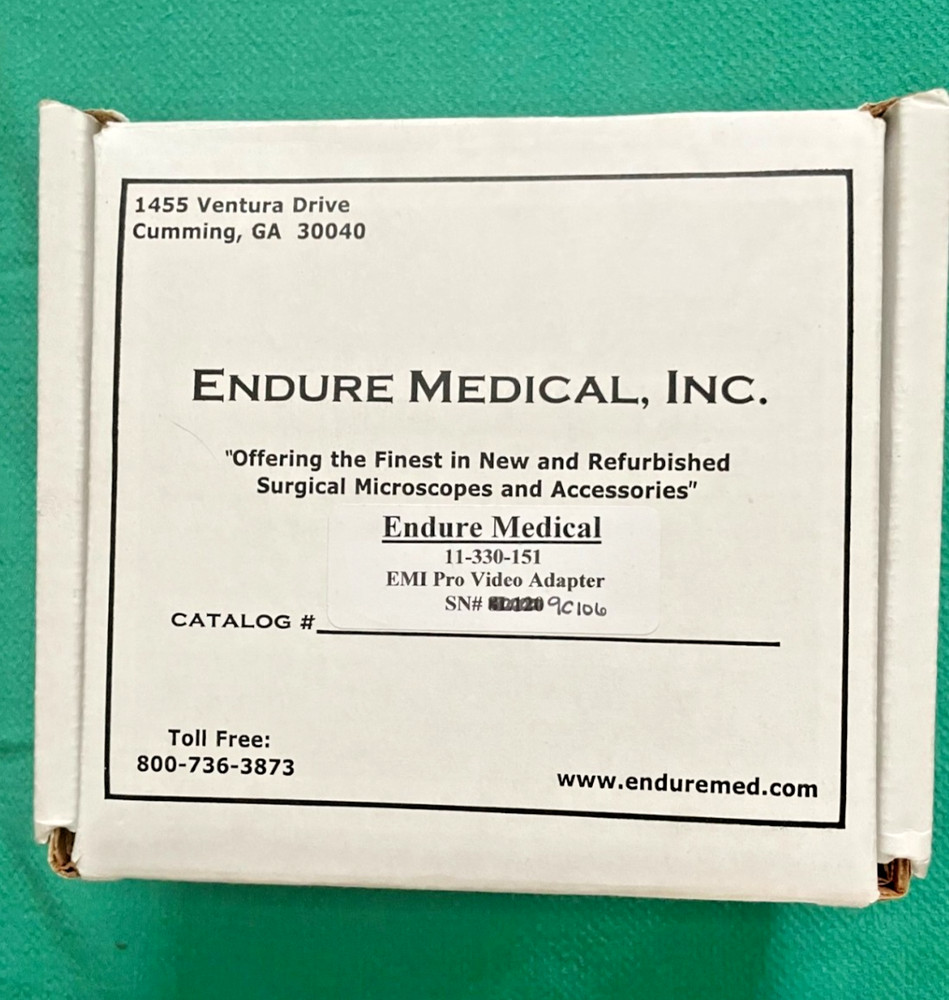 1455 Ventura Drive
Cumming, GA 30040
ENDURE MEDICAL, INC.
"Offering the Finest in New and Refurbished
Surgical Microscopes and Accessories"
Endure Medical
11-330-151
EMI Pro Video Adapter
SN# 9C106
CATALOG #
Toll Free:
800-736-3873
www.enduremed.com